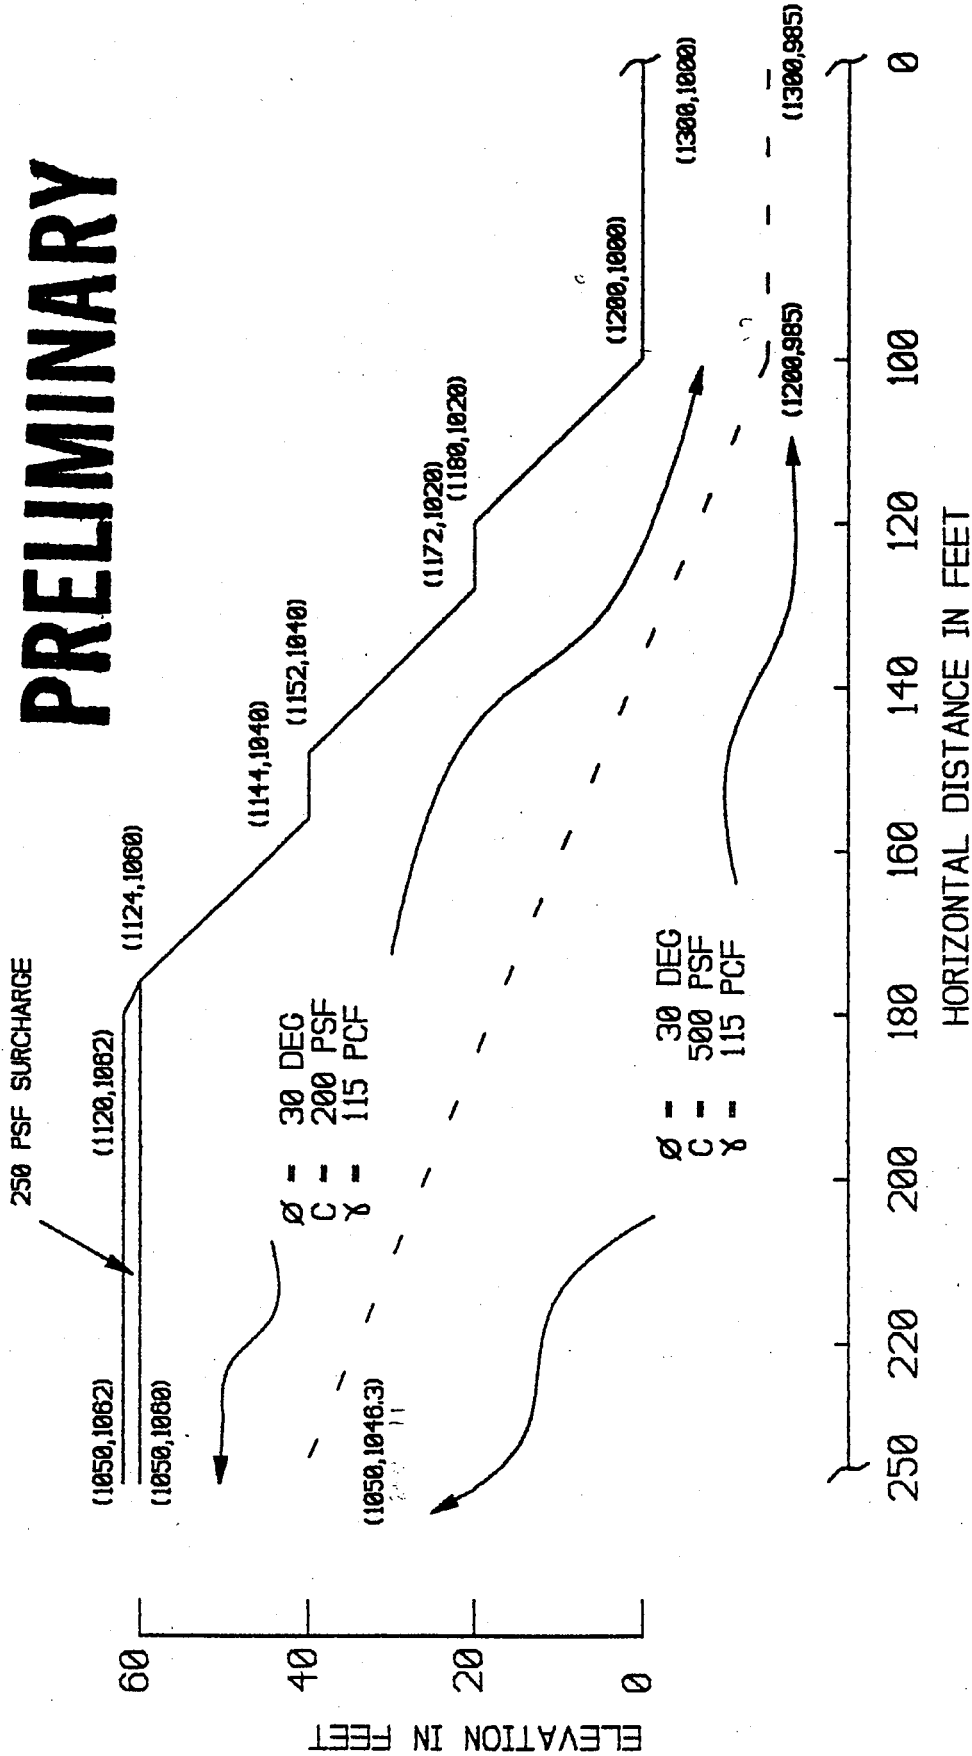 PRELIMINARY
250 PSF SURCHARGE
(1050,1062)
(1120,1062)
(1124,1060)
(1050,1060)
(1144,1040)
(1152,1040)
(1172,1020)
(1180,1020)
(1200,1000)
(1300,1000)
Ø = 30 DEG
C = 200 PSF
γ = 115 PCF
(1050,1046.3)
Ø = 30 DEG
C = 500 PSF
γ = 115 PCF
(1200,985)
(1300,985)
60
40
20
0
ELEVATION IN FEET
250 220 200 180 160 140 120 100 0
HORIZONTAL DISTANCE IN FEET